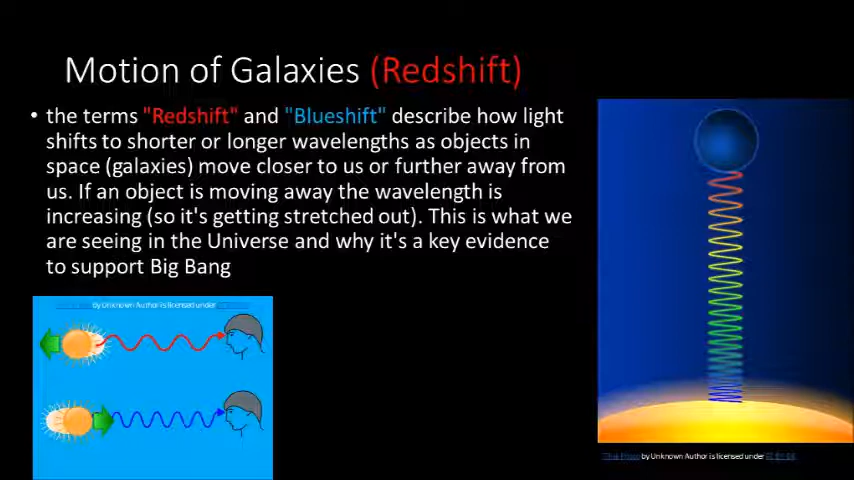 Motion of Galaxies (Redshift)
• the terms "Redshift" and "Blueshift" describe how light
shifts to shorter or longer wavelengths as objects in
space (galaxies) move closer to us or further away from
us. If an object is moving away the wavelength is
increasing (so it's getting stretched out). This is what we
are seeing in the Universe and why it's a key evidence
to support Big Bang
by Unknown Author is licensed under
by Unknown Author is licensed under